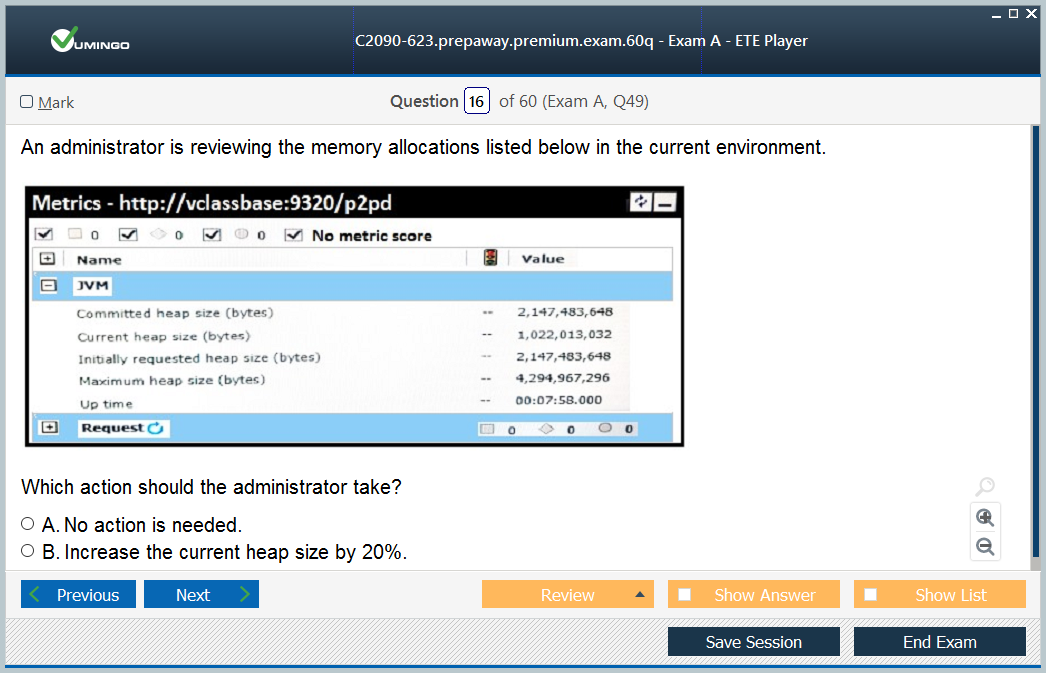 VUMINGO
C2090-623.prepaway.premium.exam.60q - Exam A - ETE Player
Mark
Question 16 of 60 (Exam A, Q49)
An administrator is reviewing the memory allocations listed below in the current environment.
Metrics - http://vclassbase:9320/p2pd
0 0 0 No metric score
Name Value
JVM
Committed heap size (bytes) -- 2,147,483,648
Current heap size (bytes) -- 1,022,013,032
Initially requested heap size (bytes) -- 2,147,483,648
Maximum heap size (bytes) -- 4,294,967,296
Up time -- 00:07:58.000
Request 0 0 0
Which action should the administrator take?
A. No action is needed.
B. Increase the current heap size by 20%.
Previous Next Review Show Answer Show List
Save Session End Exam